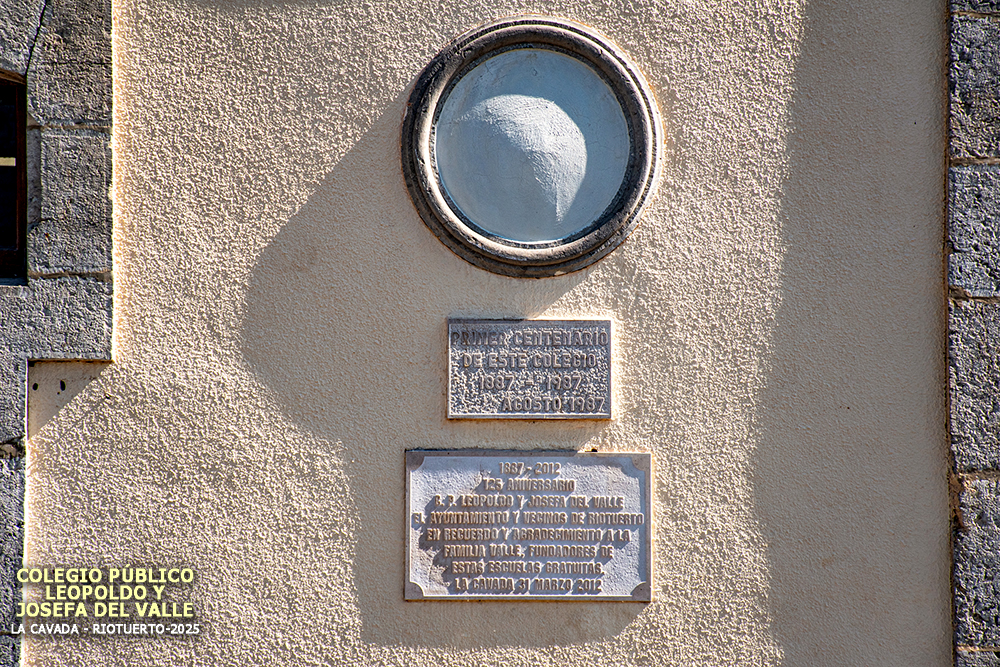 PRIMER CENTENARIO
DE ESTE COLEGIO
1887 - 1987
AGOSTO 1987
1887 - 2012
125 ANIVERSARIO
C. P. LEOPOLDO Y JOSEFA DEL VALLE
EL AYUNTAMIENTO Y VECINOS DE RIOTUERTO
EN RECUERDO Y AGRADECIMIENTO A LA
FAMILIA VALLE, FUNDADORES DE
ESTAS ESCUELAS GRATUITAS.
LA CAVADA 31 MARZO 2012
COLEGIO PÚBLICO
LEOPOLDO Y
JOSEFA DEL VALLE
LA CAVADA - RIOTUERTO-2025